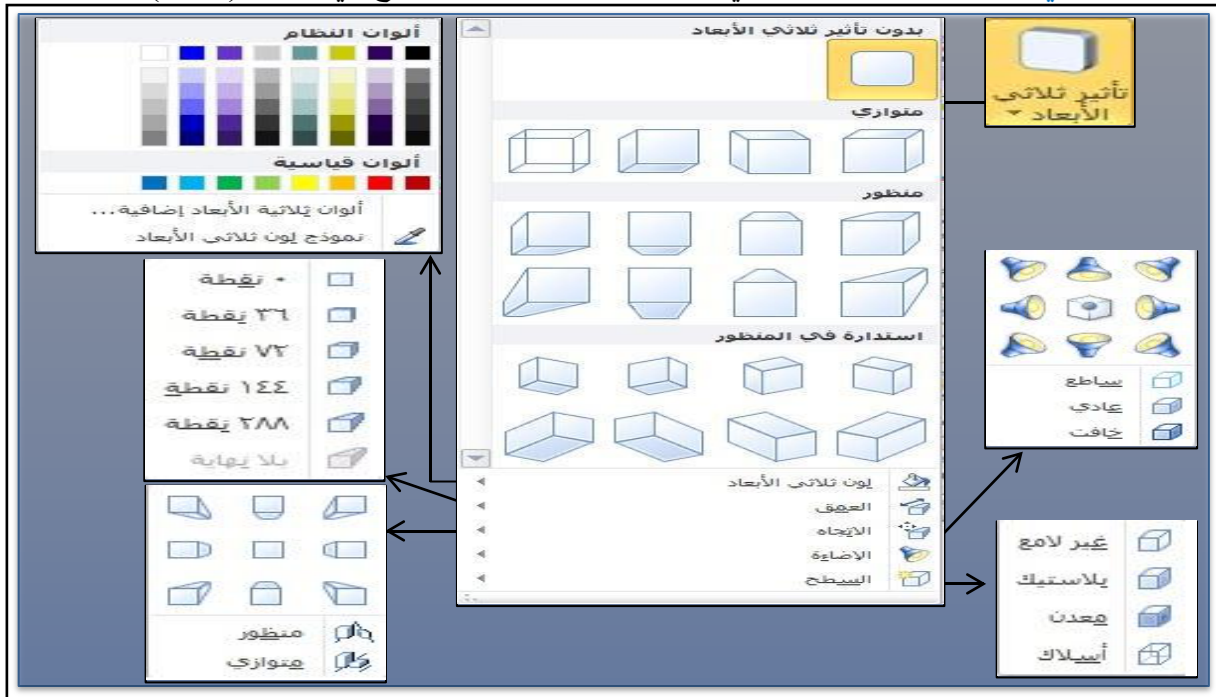 تأثير ثلاثي
الأبعاد
بدون تأثير ثلاثي الأبعاد
متوازي
منظور
استدارة في المنظور
لون ثلاثي الأبعاد
العمق
الاتجاه
الإضاءة
السطح
ألوان النظام
ألوان قياسية
ألوان ثلاثية الأبعاد إضافية...
نموذج لون ثلاثي الأبعاد
٠ نقطة
٣٦ نقطة
٧٢ نقطة
١٤٤ نقطة
٢٨٨ نقطة
بلا نهاية
منظور
متوازي
ساطع
عادي
خافت
غير لامع
بلاستيك
معدن
أسلاك